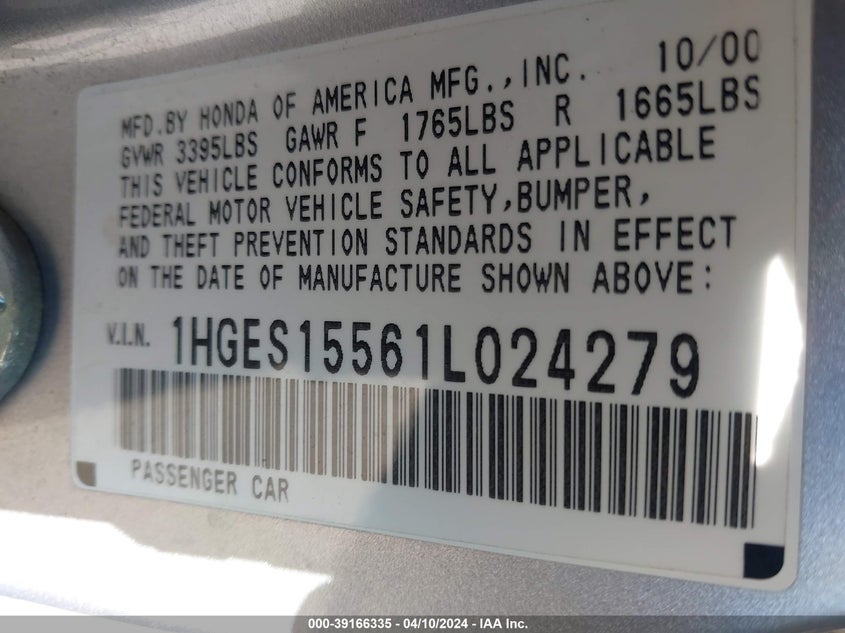 MFD.BY HONDA OF AMERICA MFG.,INC. 10/00
GVWR 3395LBS GAWR F 1765LBS R 1665LBS
THIS VEHICLE CONFORMS TO ALL APPLICABLE
FEDERAL MOTOR VEHICLE SAFETY,BUMPER,
AND THEFT PREVENTION STANDARDS IN EFFECT
ON THE DATE OF MANUFACTURE SHOWN ABOVE:
V.I.N. 1HGES15561L024279
PASSENGER CAR
000-39166335 - 04/10/2024 - IAA Inc.